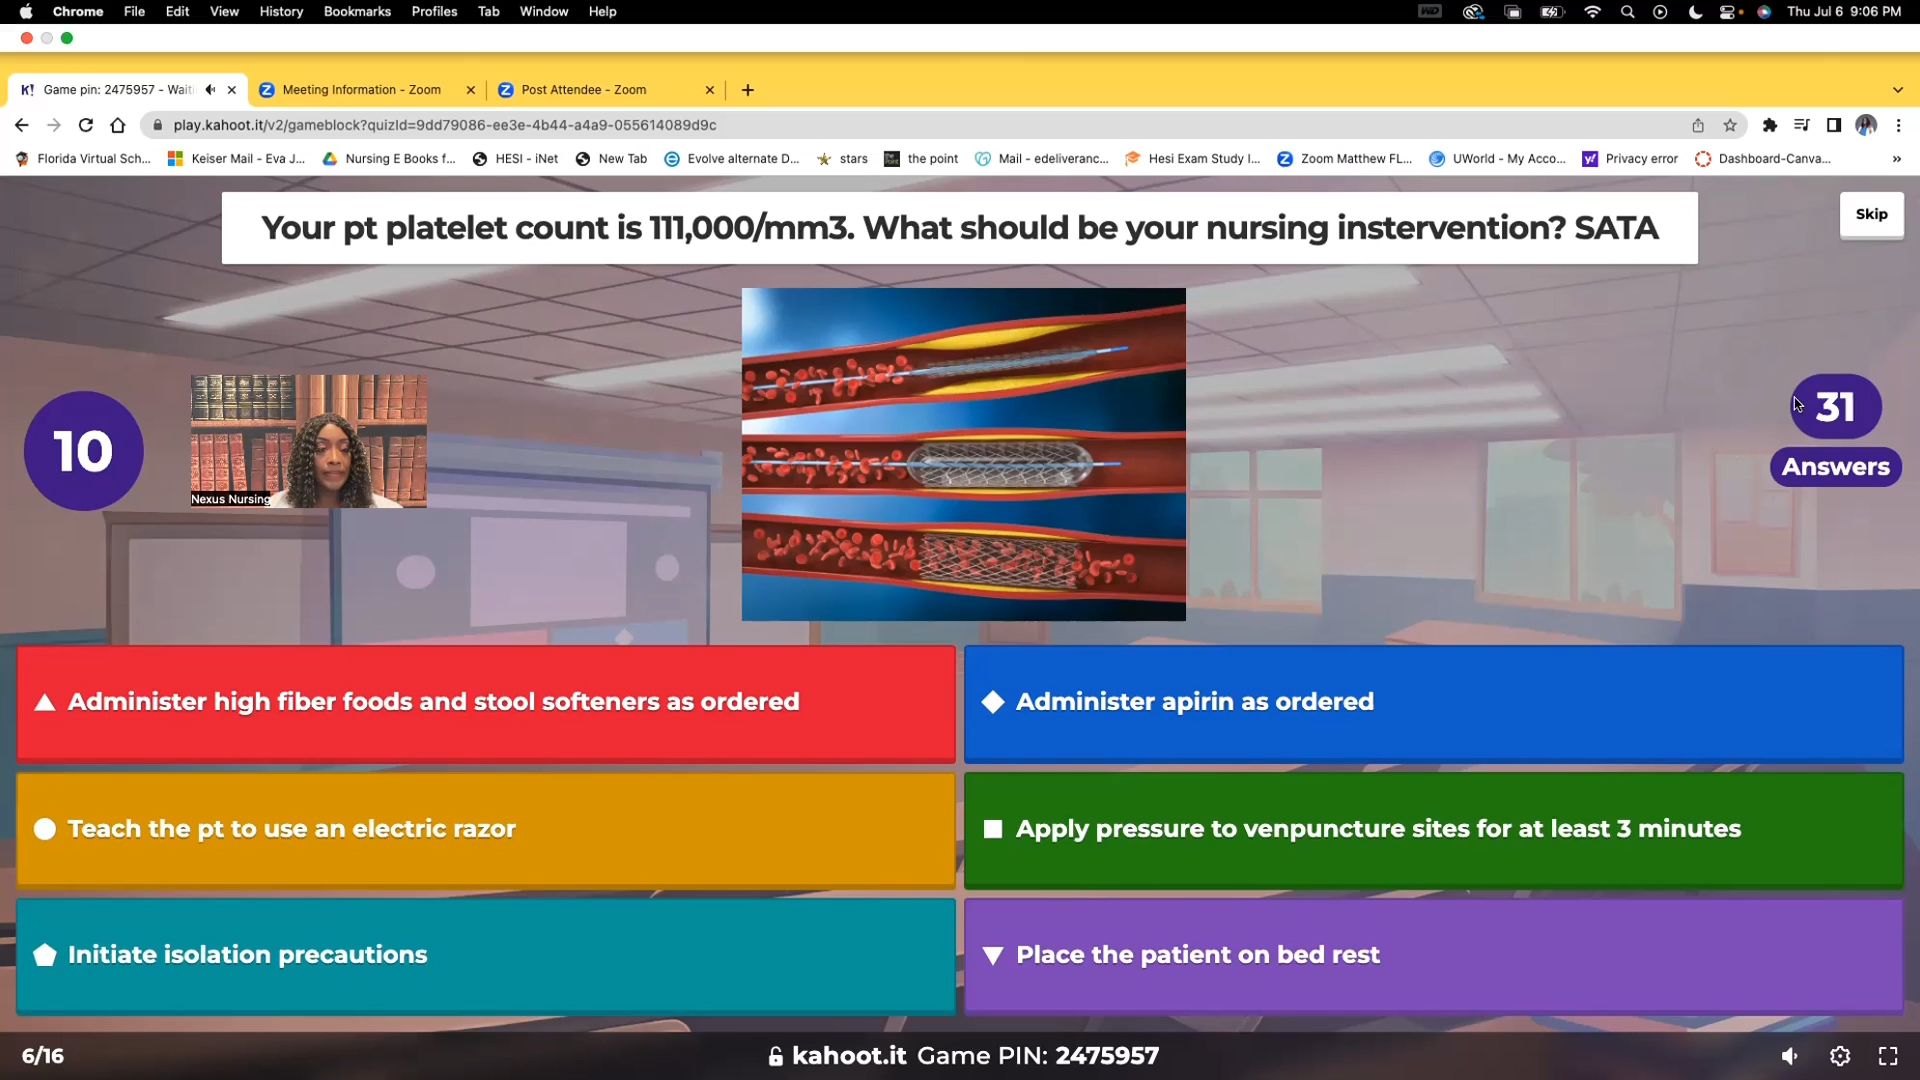 Chrome File Edit View History Bookmarks Profiles Tab Window Help
Thu Jul 6 9:06 PM
K! Game pin: 2475957 - Wait
Meeting Information - Zoom
Post Attendee - Zoom
play.kahoot.it/v2/gameblock?quizId=9dd79086-ee3e-4b44-a4a9-055614089d9c
Florida Virtual Sch... Keiser Mail - Eva J... Nursing E Books f... HESI - iNet New Tab Evolve alternate D... stars the point Mail - edeliveranc... Hesi Exam Study I... Zoom Matthew FL... UWorld - My Acco... Privacy error Dashboard-Canva... »
Your pt platelet count is 111,000/mm3. What should be your nursing instervention? SATA
Skip
10
Nexus Nursing
31
Answers
Administer high fiber foods and stool softeners as ordered
Administer apirin as ordered
Teach the pt to use an electric razor
Apply pressure to venpuncture sites for at least 3 minutes
Initiate isolation precautions
Place the patient on bed rest
6/16
kahoot.it Game PIN: 2475957